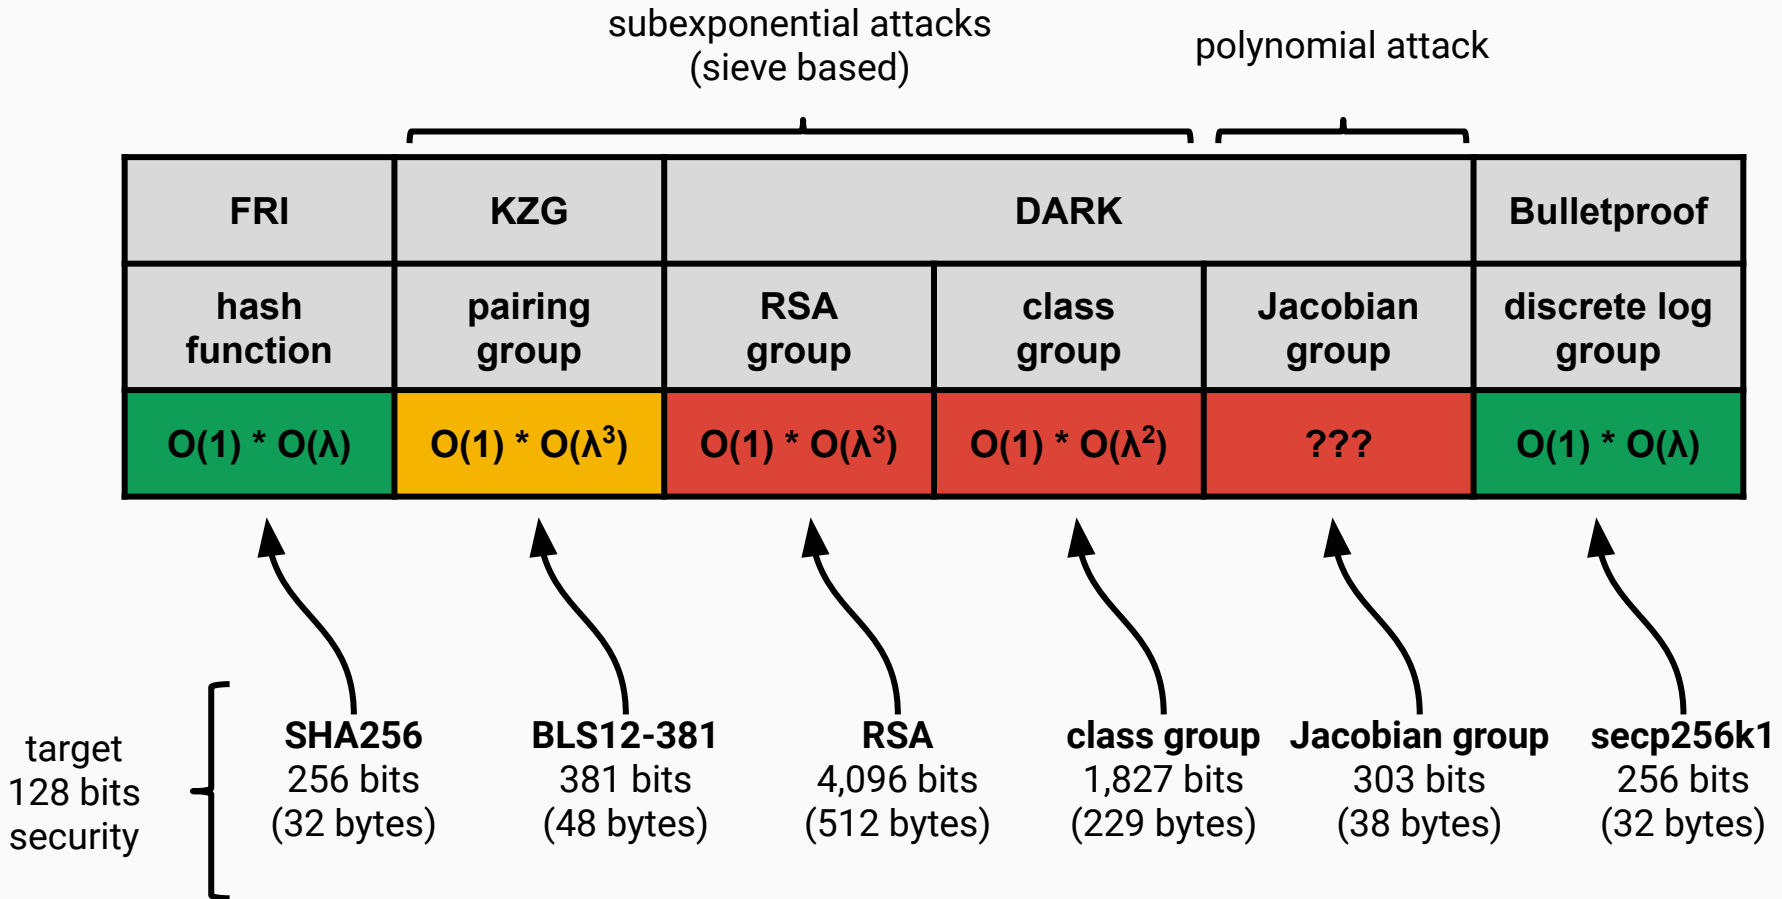 subexponential attacks
(sieve based)
polynomial attack
FRI
KZG
DARK
Bulletproof
hash
function
pairing
group
RSA
group
class
group
Jacobian
group
discrete log
group
O(1) * O(λ)
O(1) * O(λ³)
O(1) * O(λ³)
O(1) * O(λ²)
???
O(1) * O(λ)
target
128 bits
security
SHA256
256 bits
(32 bytes)
BLS12-381
381 bits
(48 bytes)
RSA
4,096 bits
(512 bytes)
class group
1,827 bits
(229 bytes)
Jacobian group
303 bits
(38 bytes)
secp256k1
256 bits
(32 bytes)